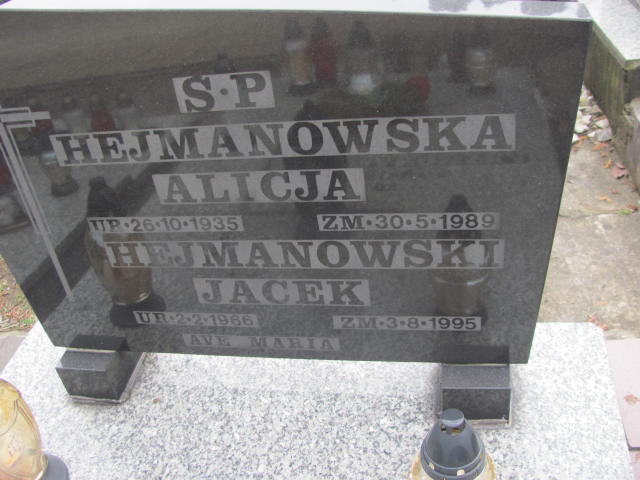 S·P
HEJMANOWSKA
ALICJA
UR·26·10·1935 ZM·30·5·1989
HEJMANOWSKI
JACEK
UR·2·2·1966 ZM·3·8·1995
AVE MARIA